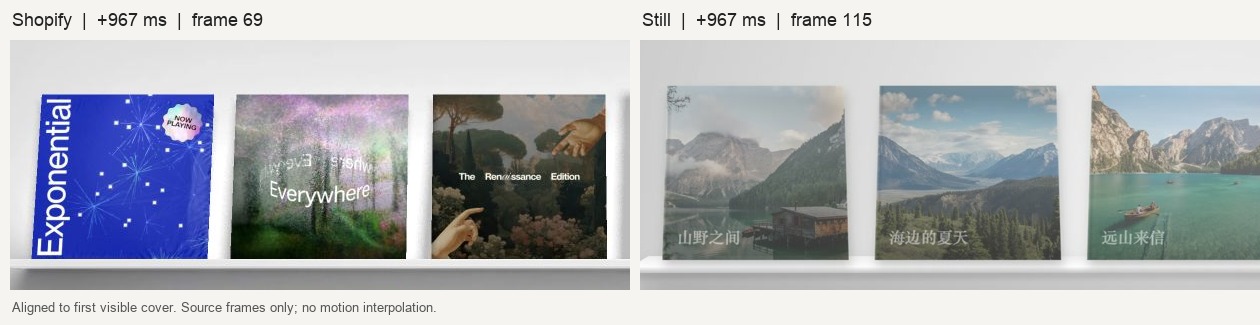 Shopify | +967 ms | frame 69
Still | +967 ms | frame 115
Exponential
NOW
PLAYING
Everywhere
The Ren///ssance Edition
山野之间
海边的夏天
远山来信
Aligned to first visible cover. Source frames only; no motion interpolation.